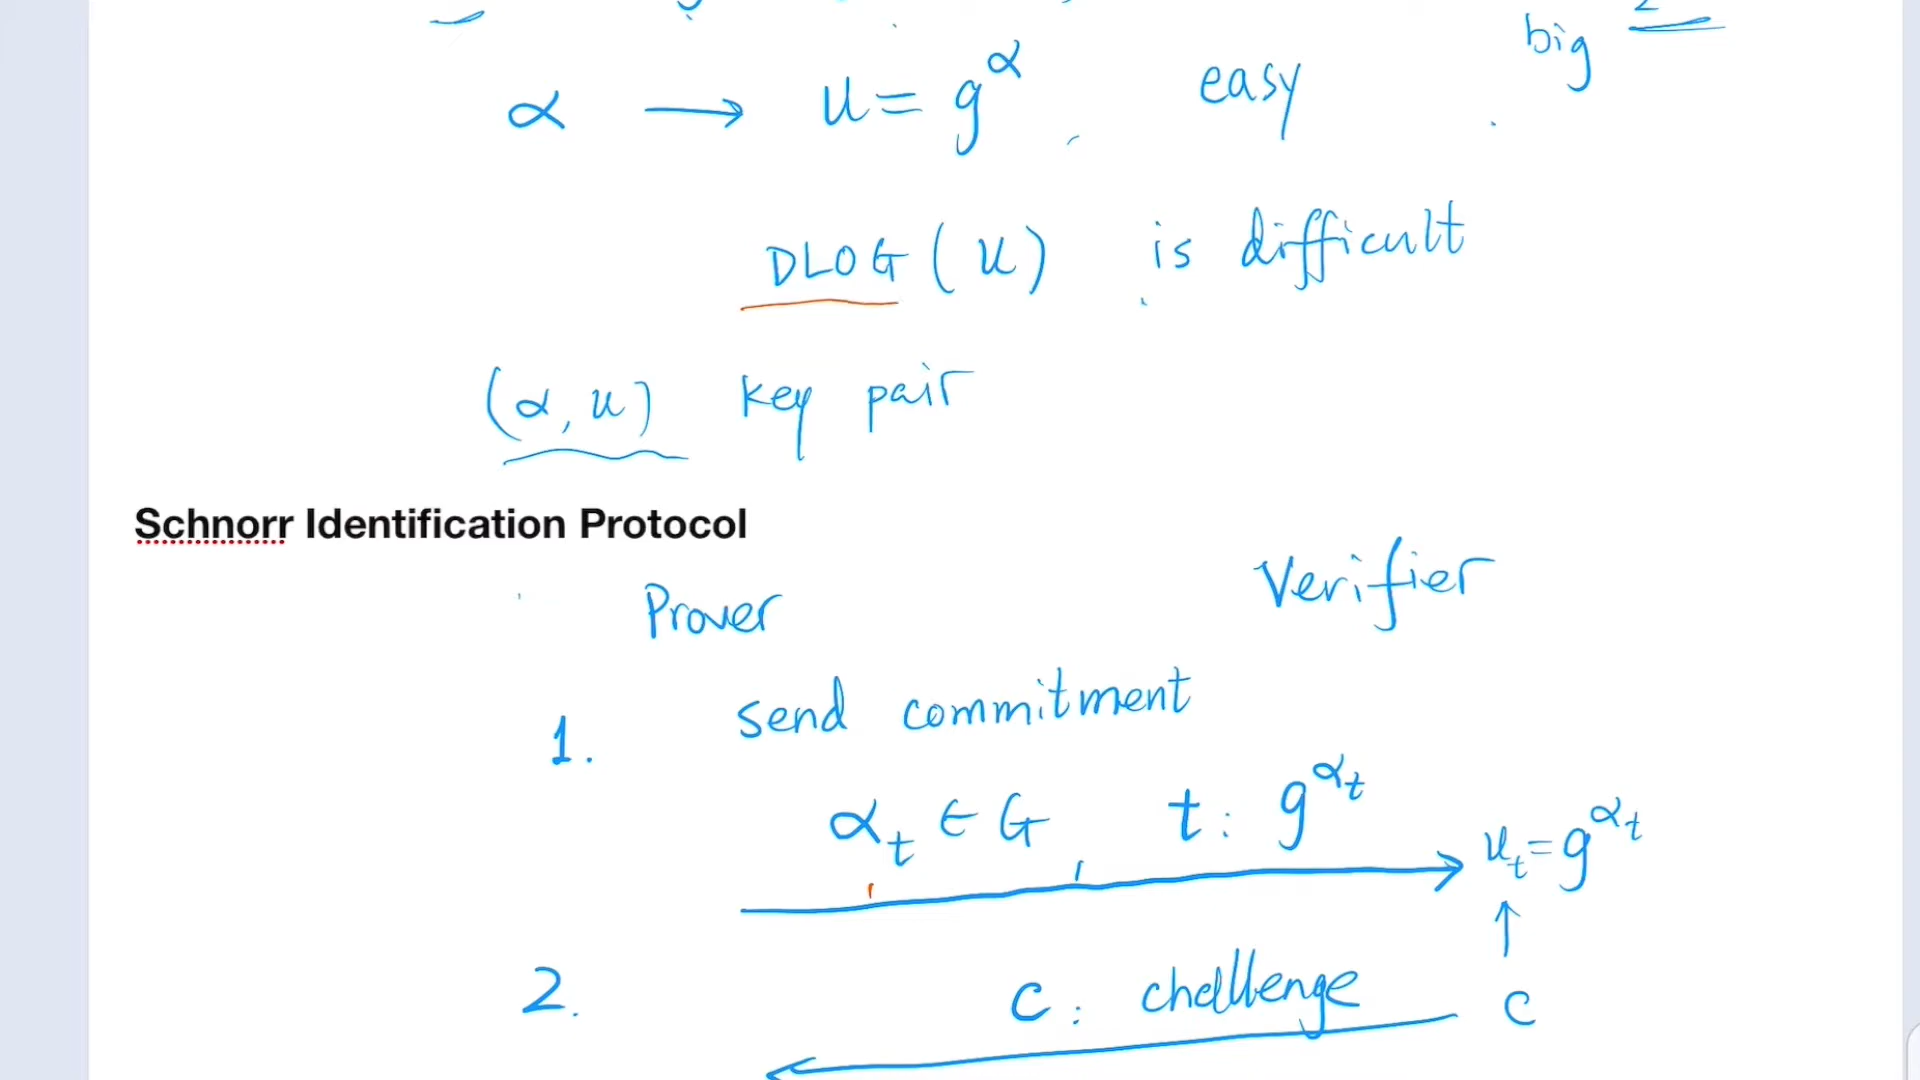 big 2
α → u = g^α , easy
DLOG (u) is difficult
(α, u) key pair
Schnorr Identification Protocol
Prover Verifier
1. send commitment
α_t ∈ G t: g^α_t
u_t = g^α_t
↑
2. c: challenge c